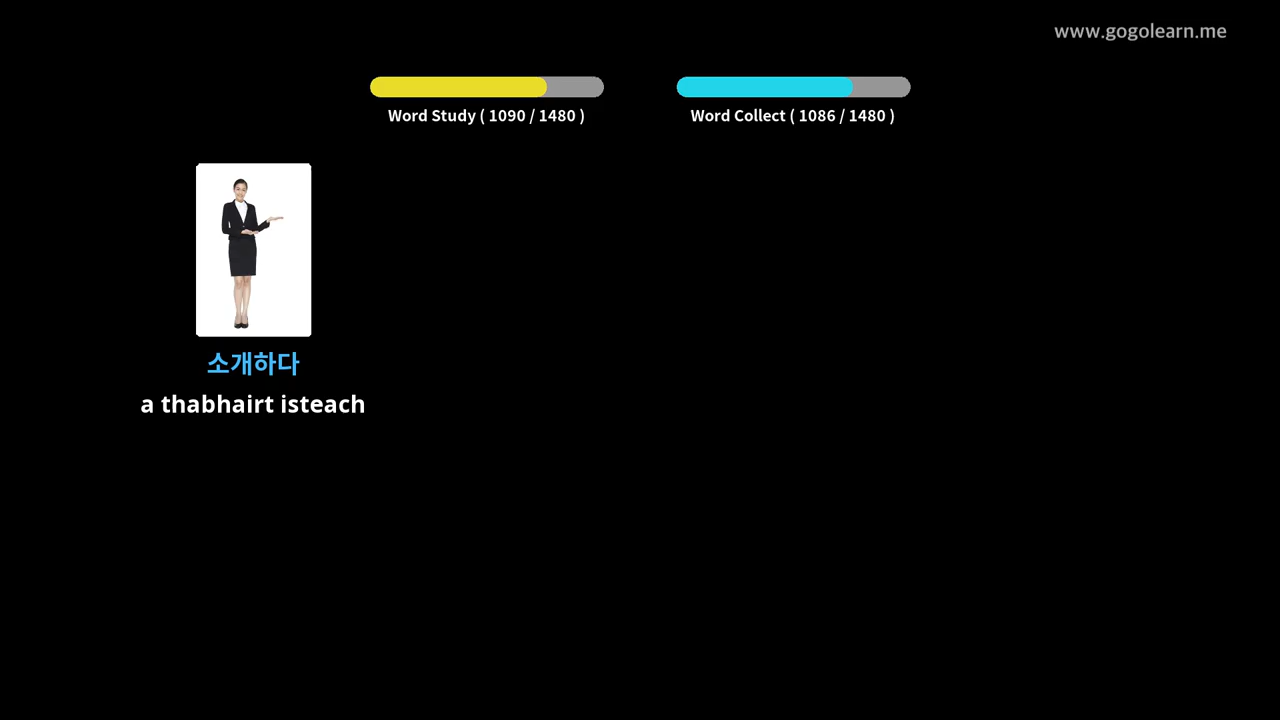 www.gogolearn.me
Word Study ( 1090 / 1480 )
Word Collect ( 1086 / 1480 )
소개하다
a thabhairt isteach